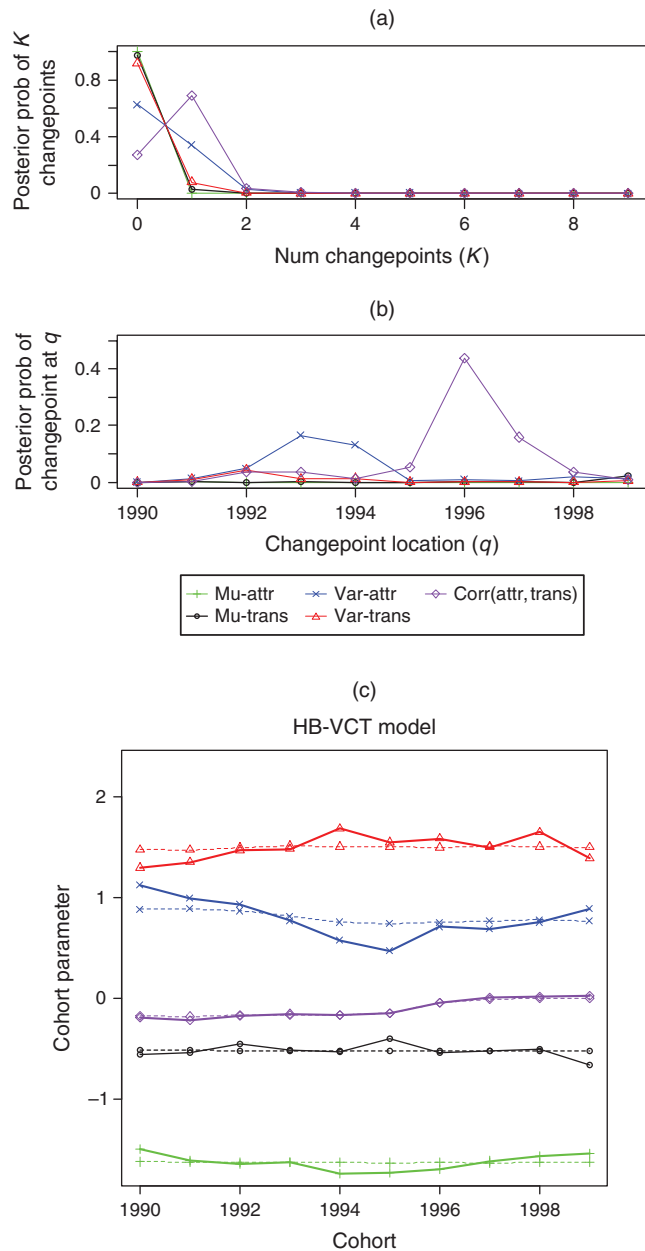 (a)
Posterior prob of K
changepoints
0.8
0.4
0
0 2 4 6 8
Num changepoints (K)
(b)
Posterior prob of
changepoint at q
0.4
0.2
0
1990 1992 1994 1996 1998
Changepoint location (q)
Mu-attr Var-attr Corr(attr,trans)
Mu-trans Var-trans
(c)
HB-VCT model
Cohort parameter
2
1
0
−1
1990 1992 1994 1996 1998
Cohort